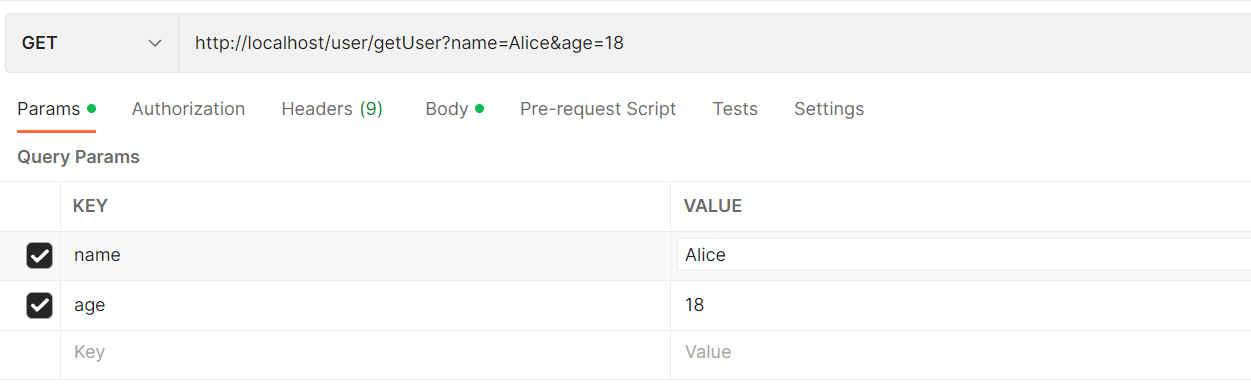 GET http://localhost/user/getUser?name=Alice&age=18
Params Authorization Headers (9) Body Pre-request Script Tests Settings
Query Params
KEY VALUE
name Alice
age 18
Key Value